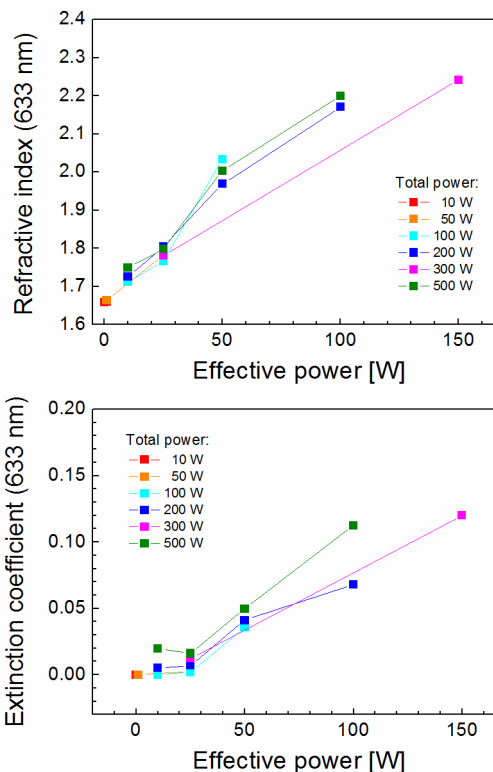 2.4
2.3
2.2
2.1
2.0
1.9
1.8
1.7
1.6
Refractive index (633 nm)
Total power:
10 W
50 W
100 W
200 W
300 W
500 W
0
50
100
150
Effective power [W]
0.20
0.15
0.10
0.05
0.00
Extinction coefficient (633 nm)
Total power:
10 W
50 W
100 W
200 W
300 W
500 W
0
50
100
150
Effective power [W]